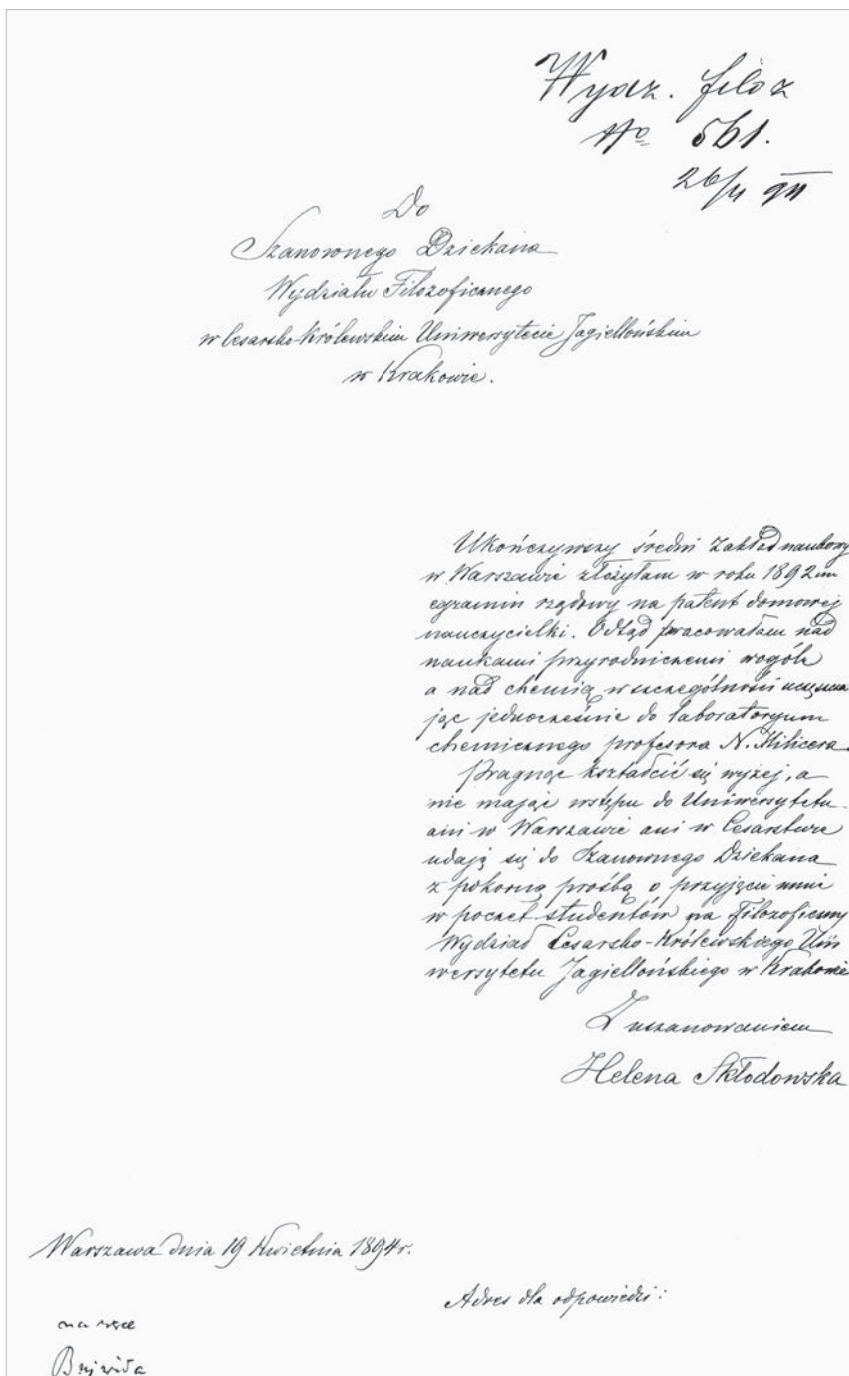 Wydz. filoz
No 561.
26/4 94
Do
Szanownego Dziekana
Wydziału Filozoficznego
w Cesarsko-Królewskim Uniwersytecie Jagiellońskim
w Krakowie.
Ukończywszy średni Zakład naukowy
w Warszawie złożyłam w roku 1892im
egzamin rządowy na patent domowej
nauczycielki. Odtąd pracowałam nad
naukami przyrodniczemi wogóle
a nad chemią w szczególności uczęszcza
jąc jednocześnie do laboratoryum
chemicznego profesora N. Milicera.
Pragnąc kształcić się wyżej, a
nie mając wstępu do Uniwersytetu
ani w Warszawie ani w Cesarstwie
udają się do Szanownego Dziekana
z pokorną prośbą o przyjęcie mnie
w poczet studentów na Filozoficzny
Wydział Cesarsko-Królewskiego Uni
wersytetu Jagiellońskiego w Krakowie
Z uszanowaniem
Helena Skłodowska
Warszawa dnia 19 Kwietnia 1894r.
Adres dla odpowiedzi:
na ręce
Bujwida